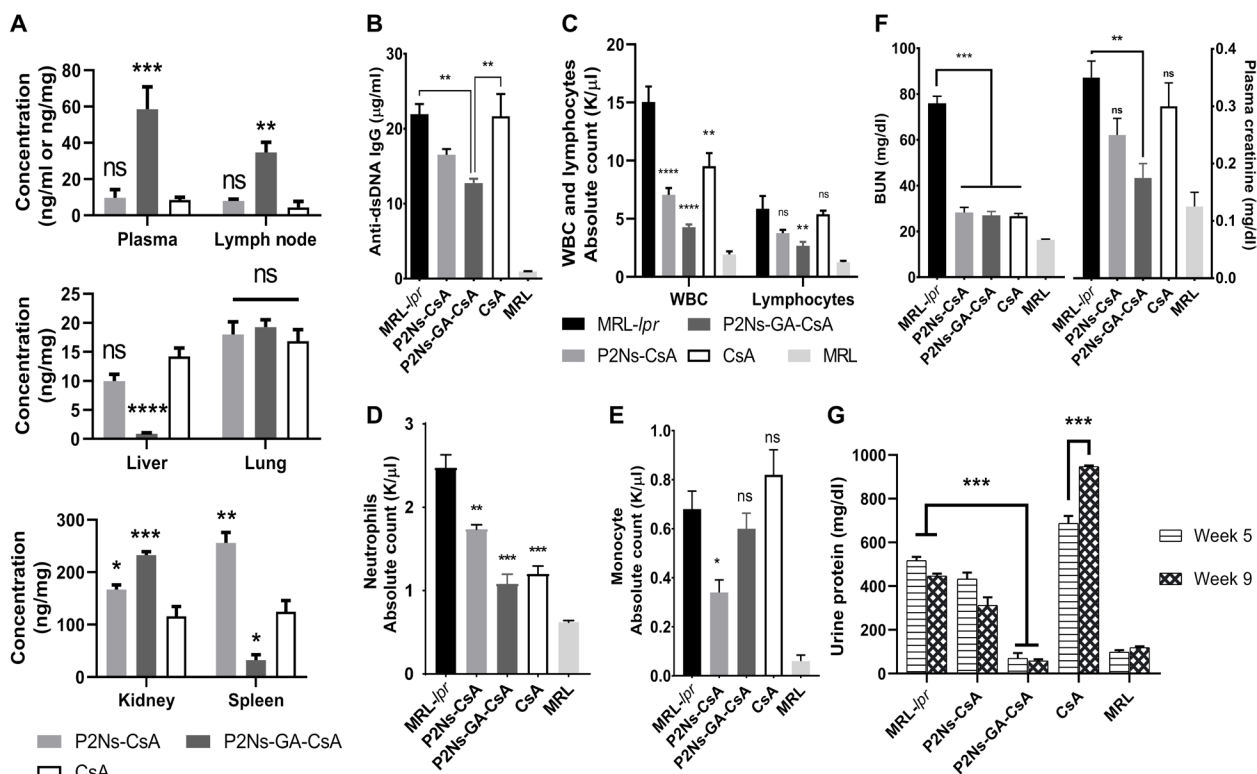 A
Concentration
(ng/ml or ng/mg)
80
60
40
20
0
ns
***
ns
**
Plasma
Lymph node
Concentration
(ng/mg)
25
20
15
10
5
0
ns
****
ns
Liver
Lung
Concentration
(ng/mg)
300
200
100
0
*
***
**
*
Kidney
Spleen
P2Ns-CsA
P2Ns-GA-CsA
CsA
B
Anti-dsDNA IgG (µg/ml)
30
20
10
0
**
**
MRL-lpr
P2Ns-CsA
P2Ns-GA-CsA
CsA
MRL
C
WBC and lymphocytes
Absolute count (K/µl)
20
15
10
5
0
****
****
**
ns
**
ns
WBC
Lymphocytes
MRL-lpr
P2Ns-GA-CsA
P2Ns-CsA
CsA
MRL
D
Neutrophils
Absolute count (K/µl)
3
2
1
0
**
***
***
MRL-lpr
P2Ns-CsA
P2Ns-GA-CsA
CsA
MRL
E
Monocyte
Absolute count (K/µl)
1.0
0.8
0.6
0.4
0.2
0.0
*
ns
ns
MRL-lpr
P2Ns-CsA
P2Ns-GA-CsA
CsA
MRL
F
BUN (mg/dl)
100
80
60
40
20
0
***
MRL-lpr
P2Ns-CsA
P2Ns-GA-CsA
CsA
MRL
**
ns
ns
MRL-lpr
P2Ns-CsA
P2Ns-GA-CsA
CsA
MRL
0.4
0.3
0.2
0.1
0.0
Plasma creatinine (mg/dl)
G
Urine protein (mg/dl)
1000
800
600
400
200
0
***
***
MRL-lpr
P2Ns-CsA
P2Ns-GA-CsA
CsA
MRL
Week 5
Week 9